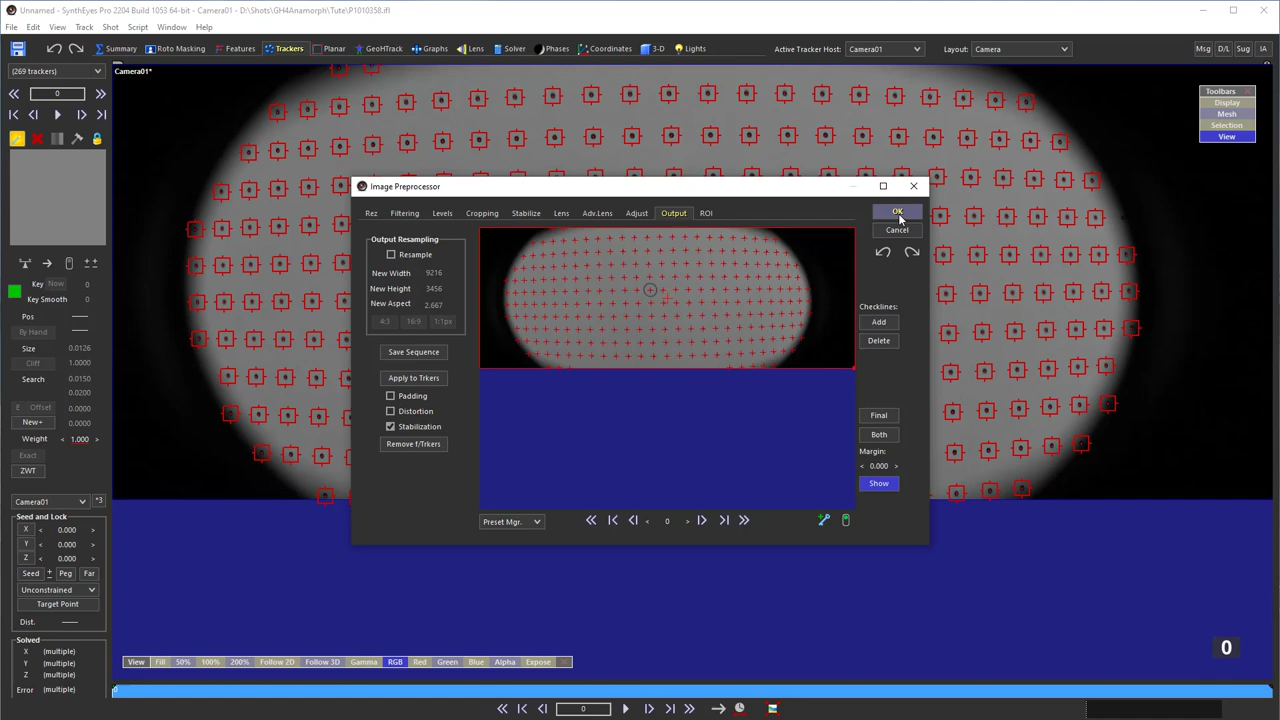 Unnamed - SynthEyes Pro 2204 Build 1053 64-bit - Camera01 - D:\Shots\GH4Anamorph\Tute\P1010358.ifl
File Edit View Track Shot Script Window Help
Summary Roto Masking Features Trackers Planar GeoHTrack Graphs Lens Solver Phases Coordinates 3-D Lights Active Tracker Host: Camera01 Layout: Camera Msg D/L Sug IA
(269 trackers)
Camera01*
0
Toolbars
Display
Mesh
Selection
View
Image Preprocessor
Rez Filtering Levels Cropping Stabilize Lens Adv.Lens Adjust Output ROI
OK
Cancel
Output Resampling
Resample
New Width 9216
New Height 3456
New Aspect 2.667
4:3 16:9 1:1px
Save Sequence
Apply to Trkers
Padding
Distortion
Stabilization
Remove f/Trkers
Checklines:
Add
Delete
Final
Both
Margin:
< 0.000 >
Show
Preset Mgr. < 0 >
Key Now 0
Key Smooth 0
Pos
By Hand
Size 0.0126
Cliff 1.0000
Search 0.0150
0.0200
E Offset 0.0000
New+ 0.0000
Weight < 1.000 >
Exact
ZWT
Camera01 *3
Seed and Lock
X < 0.000 >
Y < 0.000 >
Z < 0.000 >
Seed Peg Far
Unconstrained
Target Point
Dist.
Solved
X (multiple)
Y (multiple)
Z (multiple)
Error (multiple)
View Fill 50% 100% 200% Follow 2D Follow 3D Gamma RGB Red Green Blue Alpha Expose
0
0
0